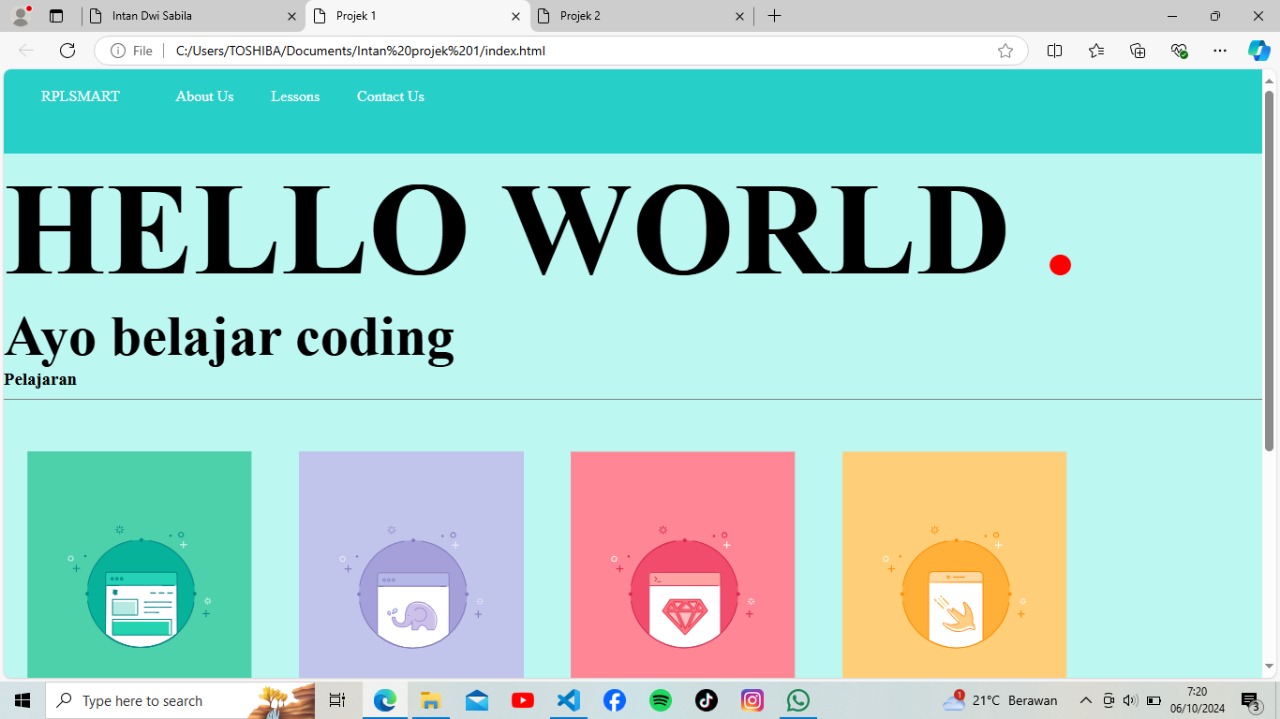 Intan Dwi Sabila
Projek 1
Projek 2
File
C:/Users/TOSHIBA/Documents/Intan%20projek%201/index.html
RPLSMART About Us Lessons Contact Us
HELLO WORLD .
Ayo belajar coding
Pelajaran
Type here to search
1
21°C Berawan
7:20
06/10/2024
3